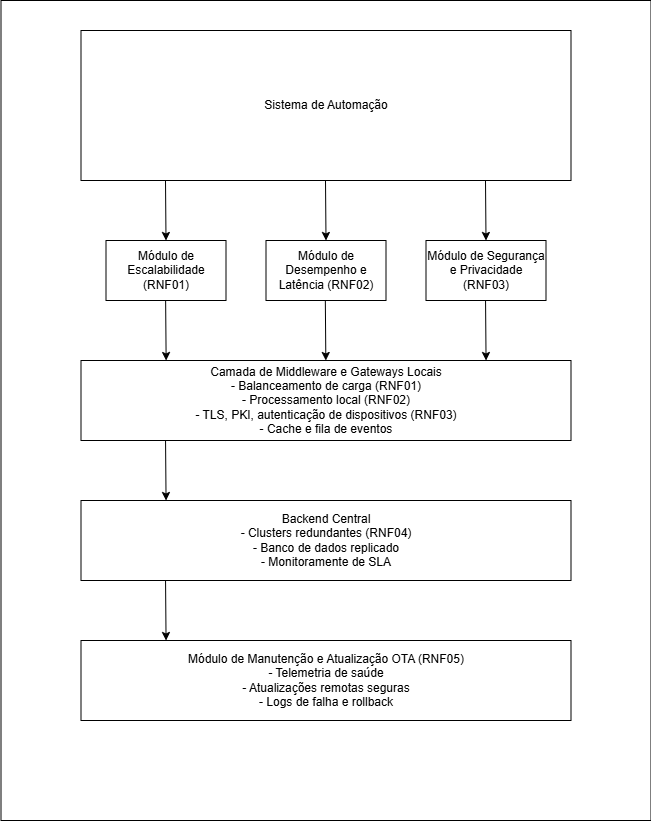 Sistema de Automação
Módulo de
Escalabilidade
(RNF01)
Módulo de
Desempenho e
Latência (RNF02)
Módulo de Segurança
e Privacidade
(RNF03)
Camada de Middleware e Gateways Locais
- Balanceamento de carga (RNF01)
- Processamento local (RNF02)
- TLS, PKI, autenticação de dispositivos (RNF03)
- Cache e fila de eventos
Backend Central
- Clusters redundantes (RNF04)
- Banco de dados replicado
- Monitoramente de SLA
Módulo de Manutenção e Atualização OTA (RNF05)
- Telemetria de saúde
- Atualizações remotas seguras
- Logs de falha e rollback